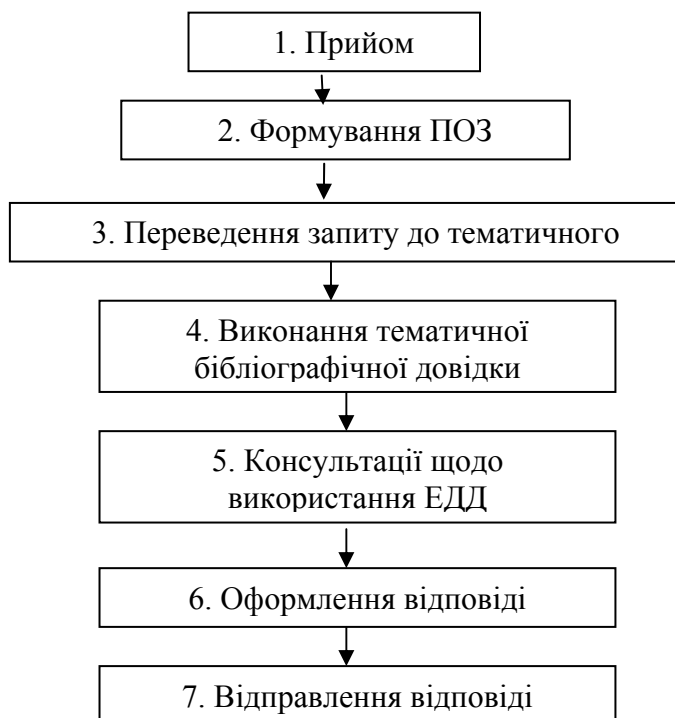 1. Прийом
2. Формування ПОЗ
3. Переведення запиту до тематичного
4. Виконання тематичної
бібліографічної довідки
5. Консультації щодо
використання ЕДД
6. Оформлення відповіді
7. Відправлення відповіді